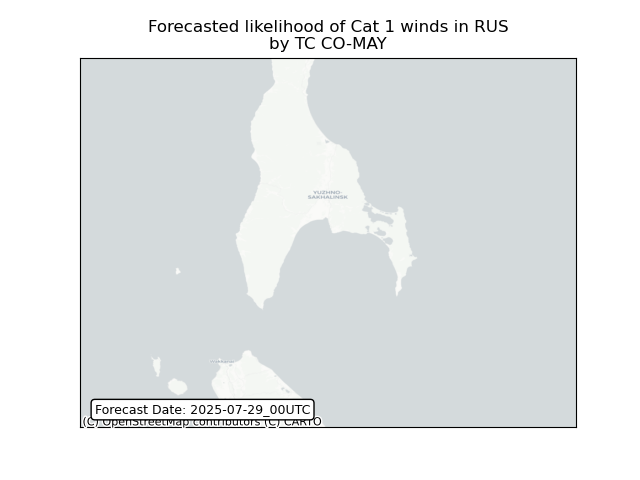 Forecasted likelihood of Cat 1 winds in RUS
by TC CO-MAY
YUZHNO-
SAKHALINSK
Forecast Date: 2025-07-29_00UTC
(C) OpenStreetMap contributors (C) CARTO